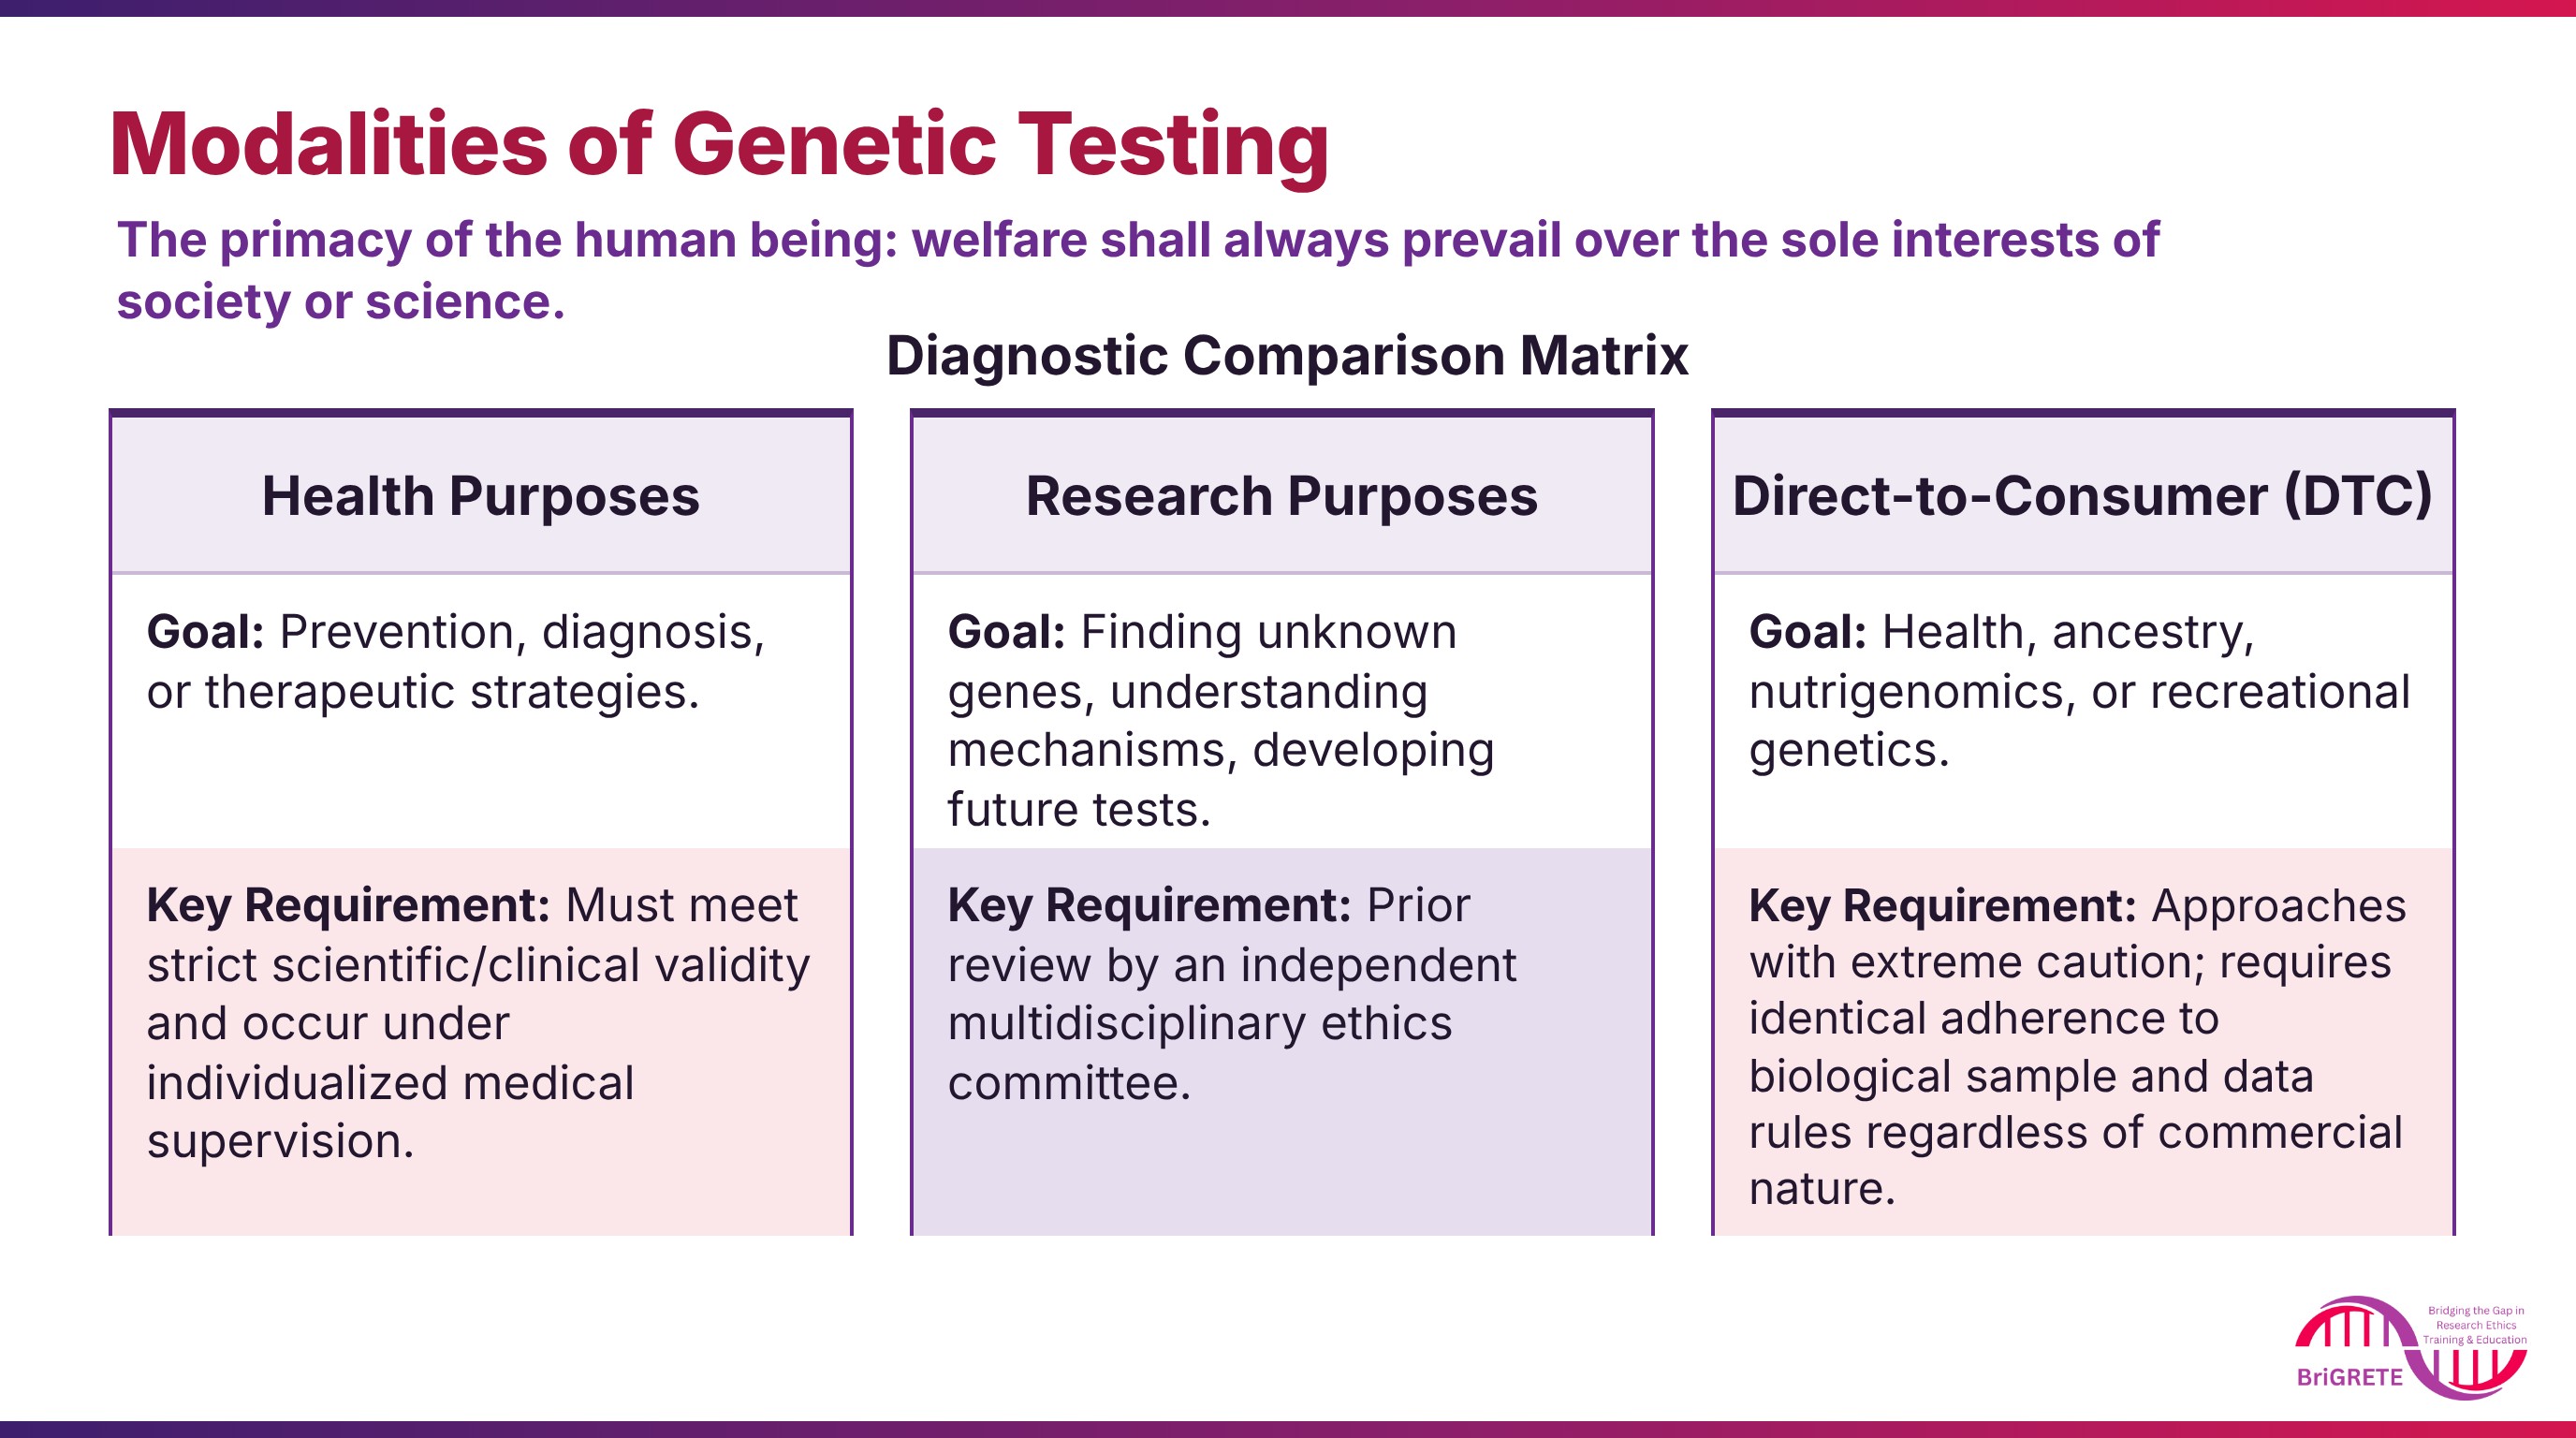 Modalities of Genetic Testing
The primacy of the human being: welfare shall always prevail over the sole interests of
society or science.
Diagnostic Comparison Matrix
Health Purposes
Goal: Prevention, diagnosis,
or therapeutic strategies.
Key Requirement: Must meet
strict scientific/clinical validity
and occur under
individualized medical
supervision.
Research Purposes
Goal: Finding unknown
genes, understanding
mechanisms, developing
future tests.
Key Requirement: Prior
review by an independent
multidisciplinary ethics
committee.
Direct-to-Consumer (DTC)
Goal: Health, ancestry,
nutrigenomics, or recreational
genetics.
Key Requirement: Approaches
with extreme caution; requires
identical adherence to
biological sample and data
rules regardless of commercial
nature.
Bridging the Gap in
Research Ethics
Training & Education
BriGRETE